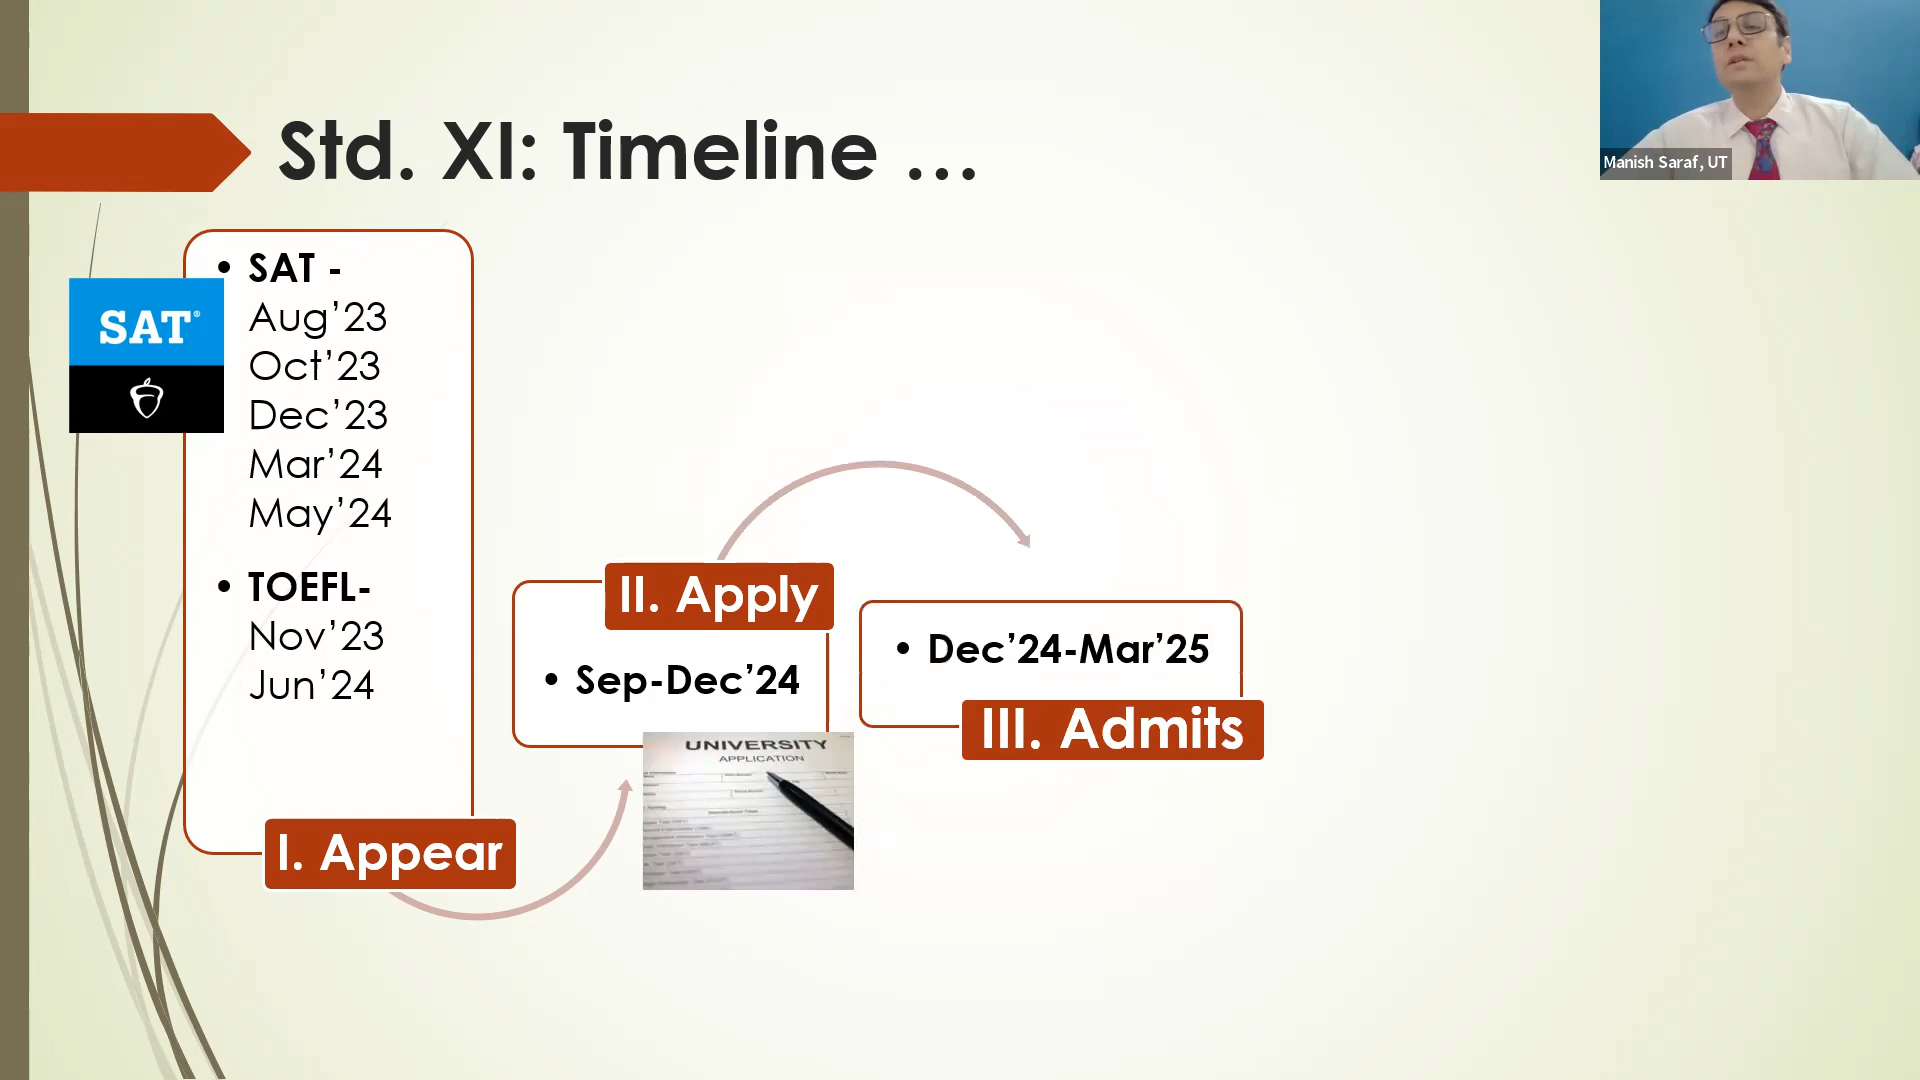 Std. XI: Timeline …
Manish Saraf, UT
SAT®
• SAT -
Aug’23
Oct’23
Dec’23
Mar’24
May’24
• TOEFL-
Nov’23
Jun’24
I. Appear
II. Apply
• Sep-Dec’24
UNIVERSITY
APPLICATION
• Dec’24-Mar’25
III. Admits